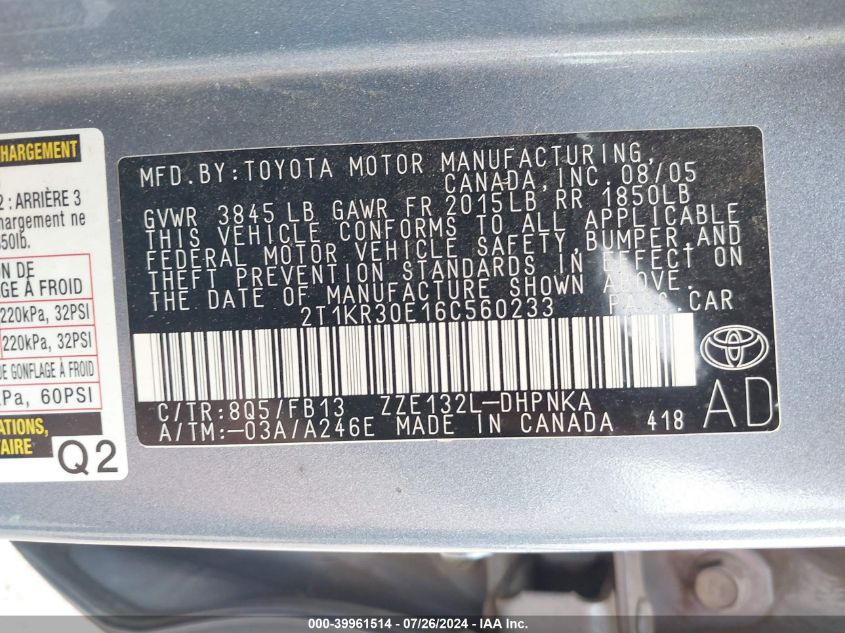 HARGEMENT
2 : ARRIÈRE 3
hargement ne
50lb.
ON DE
GE À FROID
220kPa, 32PSI
220kPa, 32PSI
DE GONFLAGE À FROID
kPa, 60PSI
ATIONS,
TAIRE
Q2
MFD. BY: TOYOTA MOTOR MANUFACTURING,
CANADA, INC. 08/05
GVWR 3845 LB GAWR FR 2015LB RR 1850LB
THIS VEHICLE CONFORMS TO ALL APPLICABLE
FEDERAL MOTOR VEHICLE SAFETY, BUMPER, AND
THEFT PREVENTION STANDARDS IN EFFECT ON
THE DATE OF MANUFACTURE SHOWN ABOVE.
2T1KR30E16C560233 PASS. CAR
C/TR:8Q5/FB13 ZZE132L-DHPNKA
A/TM:-03A/A246E MADE IN CANADA 418
AD
000-39961514 - 07/26/2024 - IAA Inc.